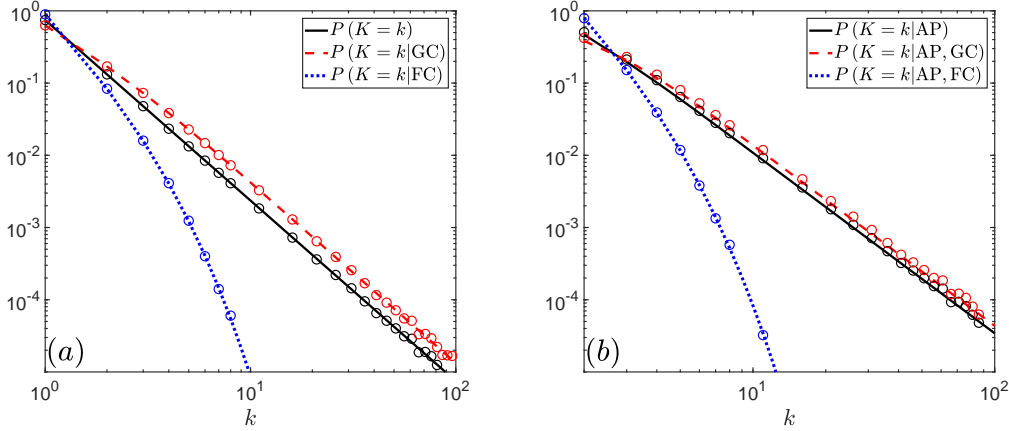 10^0
10^-1
10^-2
10^-3
10^-4
10^0
10^1
10^2
k
(a)
P (K = k)
P (K = k|GC)
P (K = k|FC)
10^0
10^-1
10^-2
10^-3
10^-4
10^1
10^2
k
(b)
P (K = k|AP)
P (K = k|AP, GC)
P (K = k|AP, FC)